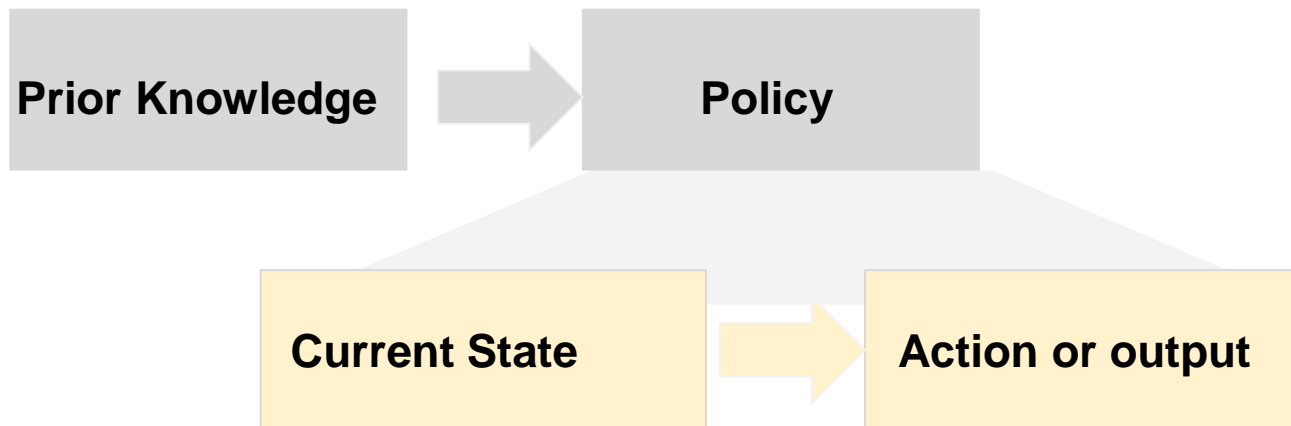 Prior Knowledge
Policy
Current State
Action or output